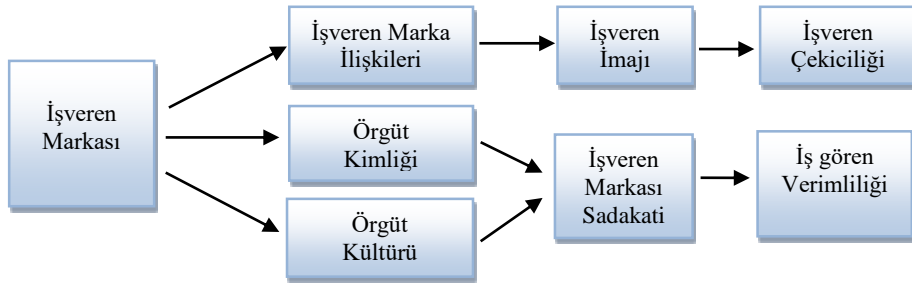 İşveren
Markası
İşveren Marka
İlişkileri
İşveren
İmajı
İşveren
Çekiciliği
Örgüt
Kimliği
Örgüt
Kültürü
İşveren
Markası
Sadakati
İş gören
Verimliliği